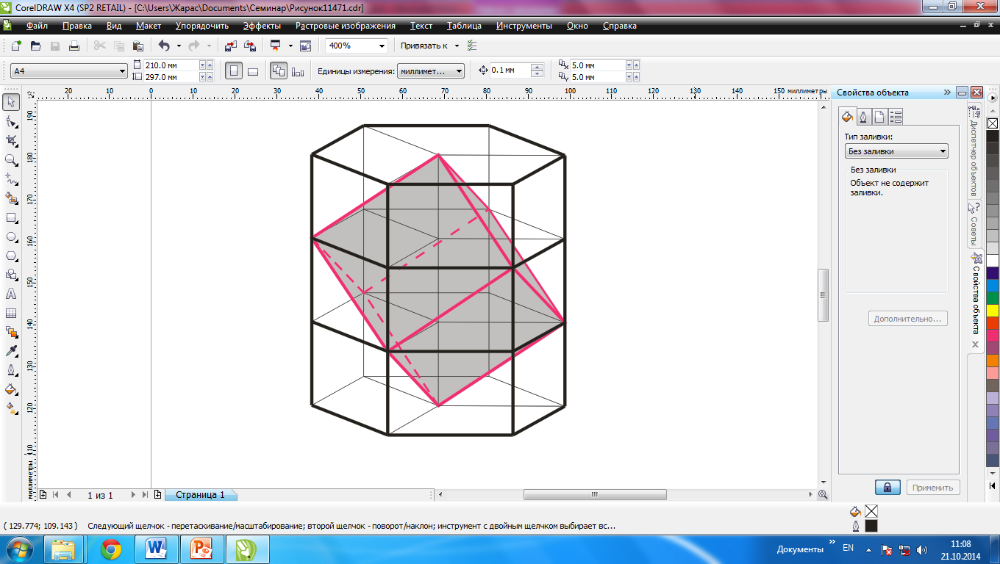 CorelDRAW X4 (SP2 RETAIL) - [C:\Users\Жарас\Documents\Семинар\Рисунок11471.cdr]
Файл Правка Вид Макет Упорядочить Эффекты Растровые изображения Текст Таблица Инструменты Окно Справка
400% Привязать к
A4 210.0 мм 297.0 мм Единицы измерения: миллимет... 0.1 мм 5.0 мм 5.0 мм
20 10 0 10 20 30 40 50 60 70 80 90 100 110 120 130 140 150 миллиметры
190
180
170
160
150
140
130
120
110
миллиметры
Свойства объекта
Тип заливки:
Без заливки
Без заливки
Объект не содержит
заливки.
Дополнительно...
Применить
Диспетчер объектов
Советы
Свойства объекта
1 из 1 Страница 1
( 129.774; 109.143 ) Следующий щелчок - перетаскивание/масштабирование; второй щелчок - поворот/наклон; инструмент с двойным щелчком выбирает вс...
Документы EN 11:08
21.10.2014